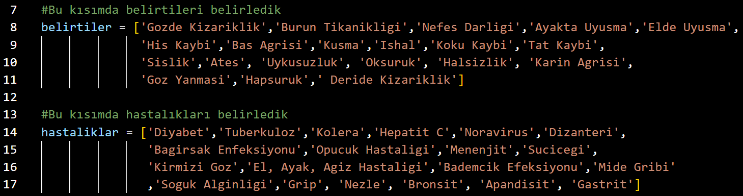 7 #Bu kısımda belirtileri belirledik
8 belirtiler = ['Gozde Kizariklik','Burun Tikanikligi','Nefes Darligi','Ayakta Uyusma','Elde Uyusma',
9 'His Kaybi','Bas Agrisi','Kusma','Ishal','Koku Kaybi','Tat Kaybi',
10 'Sislik','Ates', 'Uykusuzluk', 'Oksuruk', 'Halsizlik', 'Karin Agrisi',
11 'Goz Yanmasi','Hapsuruk',' Deride Kizariklik']
12
13 #Bu kısımda hastalıkları belirledik
14 hastaliklar = ['Diyabet','Tuberkuloz','Kolera','Hepatit C','Noravirus','Dizanteri',
15 'Bagirsak Enfeksiyonu','Opucuk Hastaligi','Menenjit','Sucicegi',
16 'Kirmizi Goz','El, Ayak, Agiz Hastaligi','Bademcik Efeksiyonu','Mide Gribi'
17 ,'Soguk Alginligi','Grip', 'Nezle', 'Bronsit', 'Apandisit', 'Gastrit']